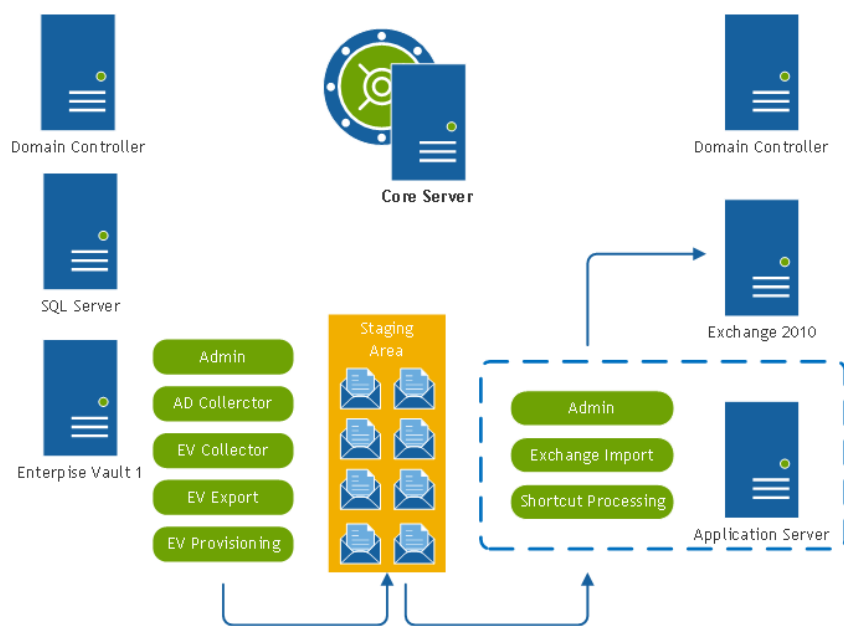 Domain Controller
Core Server
Domain Controller
SQL Server
Exchange 2010
Enterpise Vault 1
Admin
AD Collerctor
EV Collector
EV Export
EV Provisioning
Staging
Area
Admin
Exchange Import
Shortcut Processing
Application Server